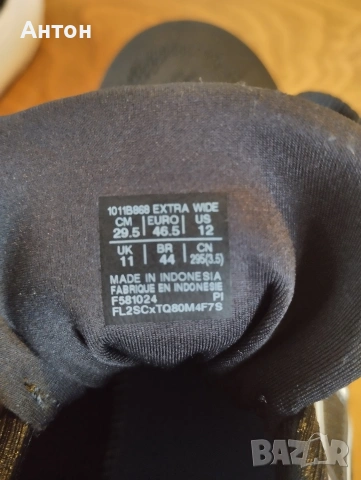 Антон
1011B868 EXTRA WIDE
CM EURO US
29.5 46.5 12
UK BR CN
11 44 295(3.5)
MADE IN INDONESIA
FABRIQUE EN INDONESIE
F581024 PI
FL2SCxTQ80M4F7S
BAZAR